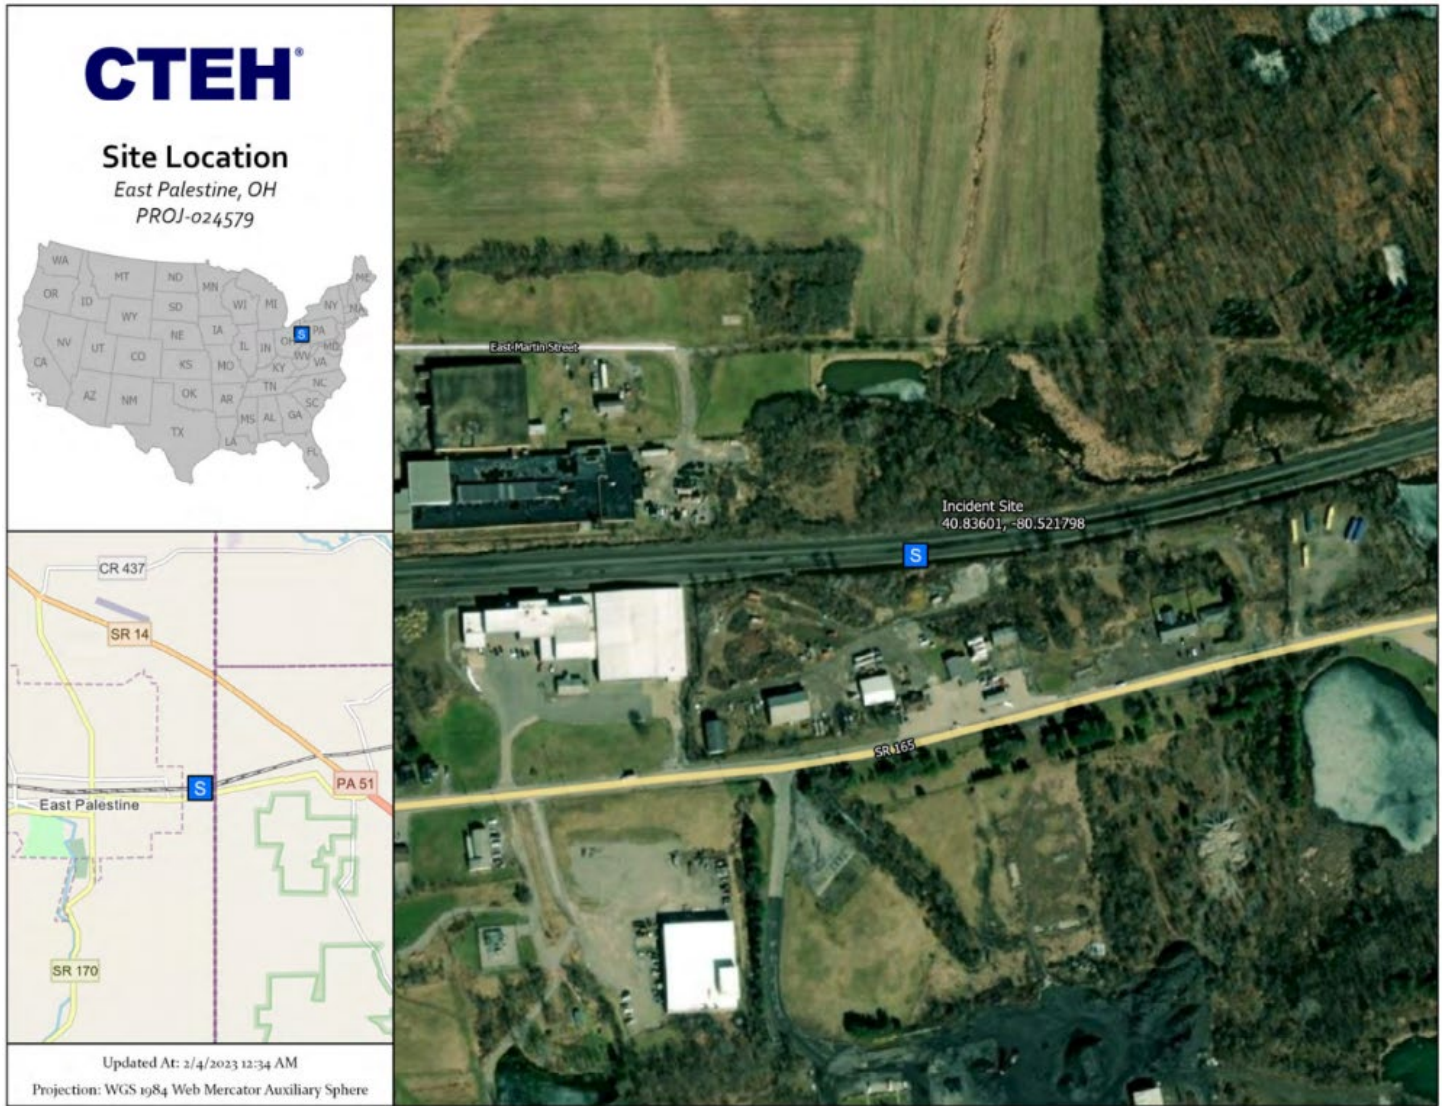 CTEH®
Site Location
East Palestine, OH
PROJ-024579
WA
MT
ND
MN
ME
OR
ID
SD
WI
MI
NY
MA
WY
NV
UT
NE
IA
CO
IL
IN
OH
PA
MD
CA
KS
MO
KY
WV
VA
AZ
NM
OK
AR
TN
NC
SC
MS
AL
GA
TX
LA
FL
S
CR 437
SR 14
S
PA 51
East Palestine
SR 170
Updated At: 2/4/2023 12:34 AM
Projection: WGS 1984 Web Mercator Auxiliary Sphere
East Martin Street
Incident Site
40.83601, -80.521798
S
SR 165